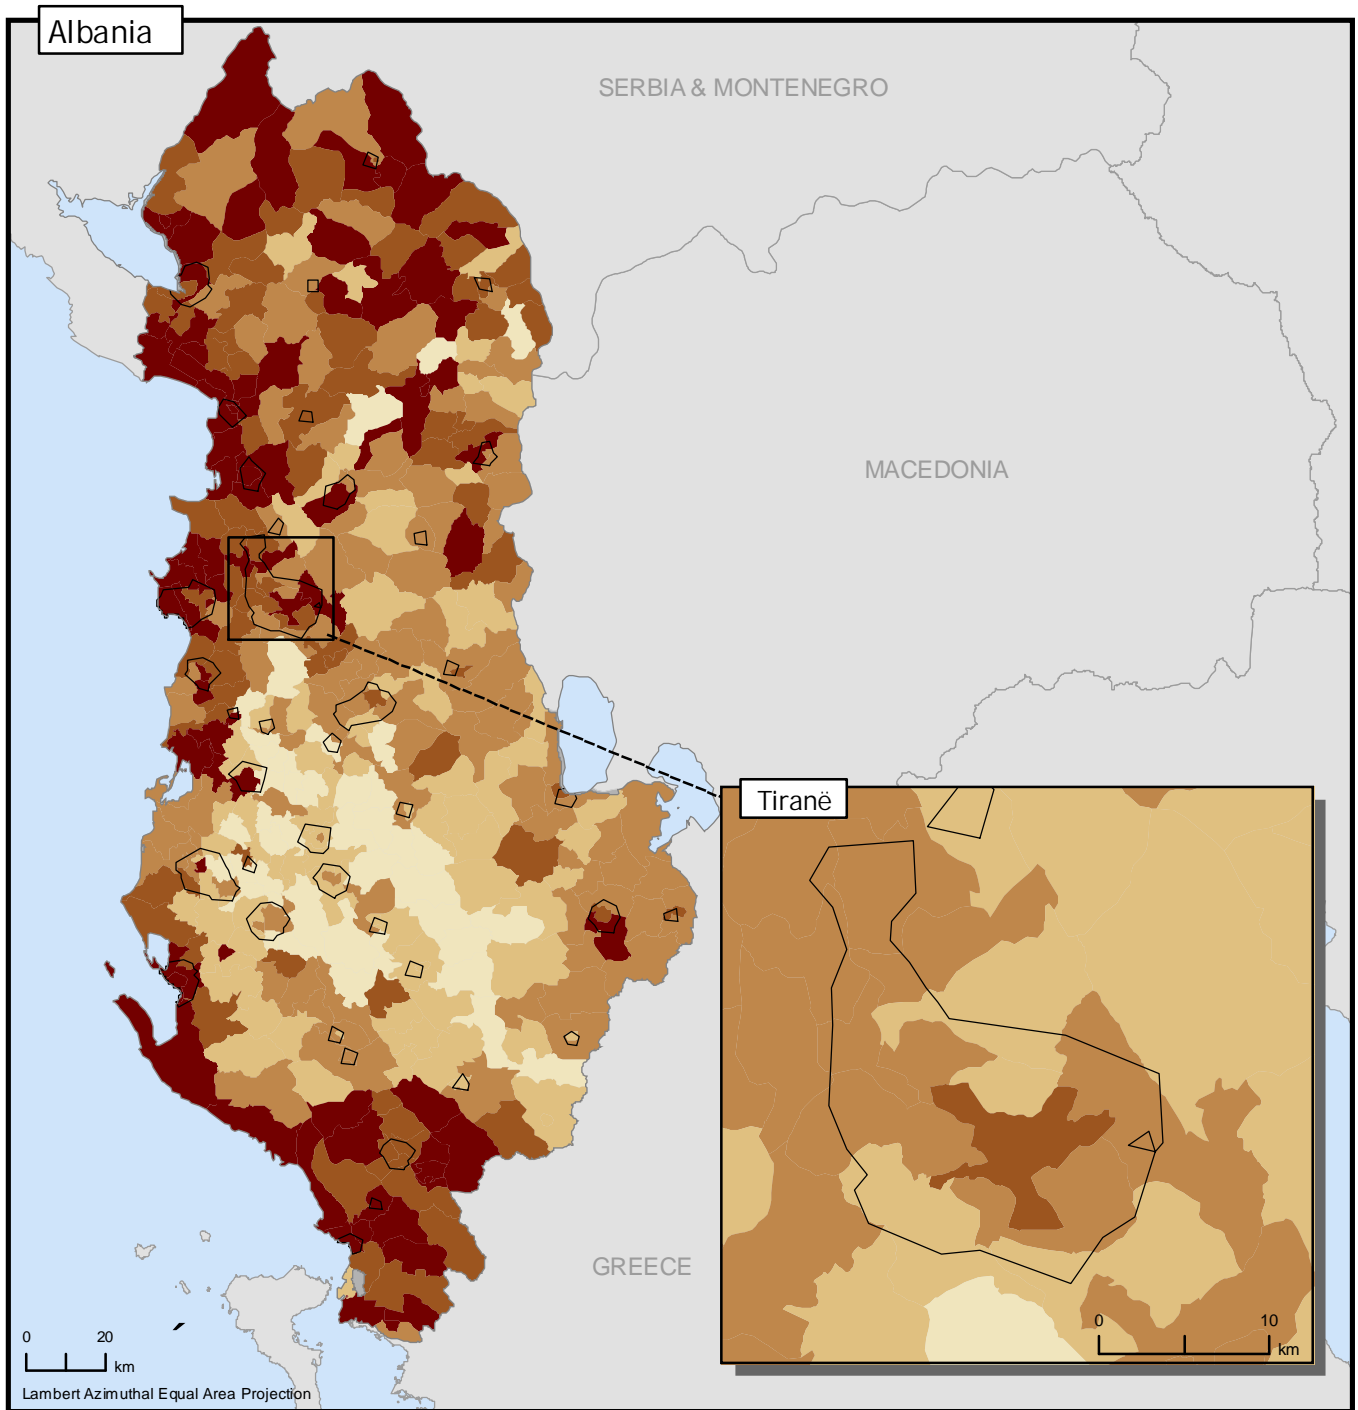 Albania
SERBIA & MONTENEGRO
MACEDONIA
Tiranë
GREECE
0 10
km
0 20
km
Lambert Azimuthal Equal Area Projection